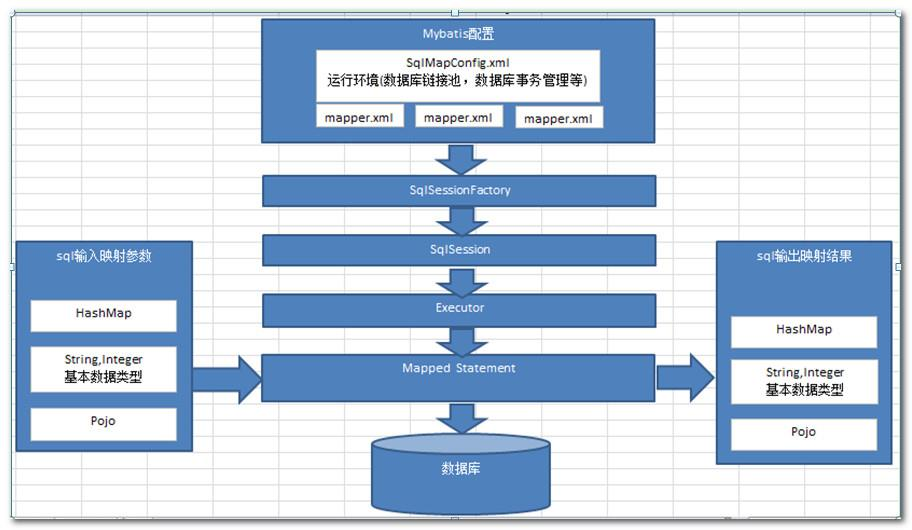 Mybatis配置
SqlMapConfig.xml
运行环境(数据库链接池，数据库事务管理等)
mapper.xml
mapper.xml
mapper.xml
SqlSessionFactory
SqlSession
Executor
Mapped Statement
数据库
sql输入映射参数
HashMap
String,Integer
基本数据类型
Pojo
sql输出映射结果
HashMap
String,Integer
基本数据类型
Pojo